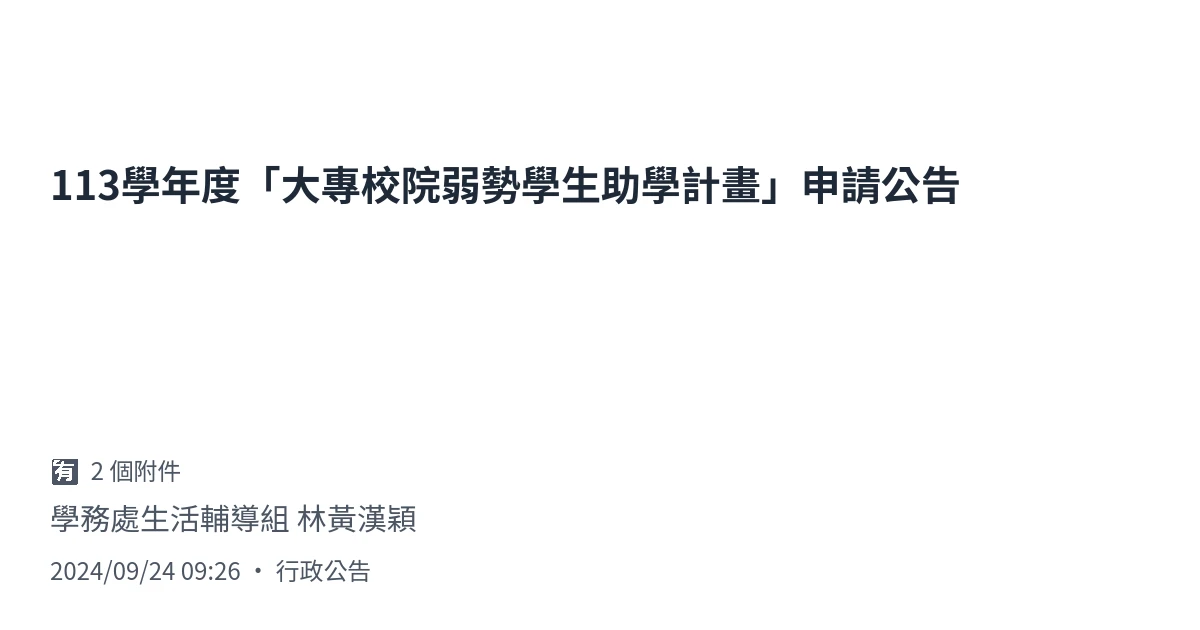 113學年度「大專校院弱勢學生助學計畫」申請公告
🈶 2 個附件
學務處生活輔導組 林黃漢穎
2024/09/24 09:26 • 行政公告